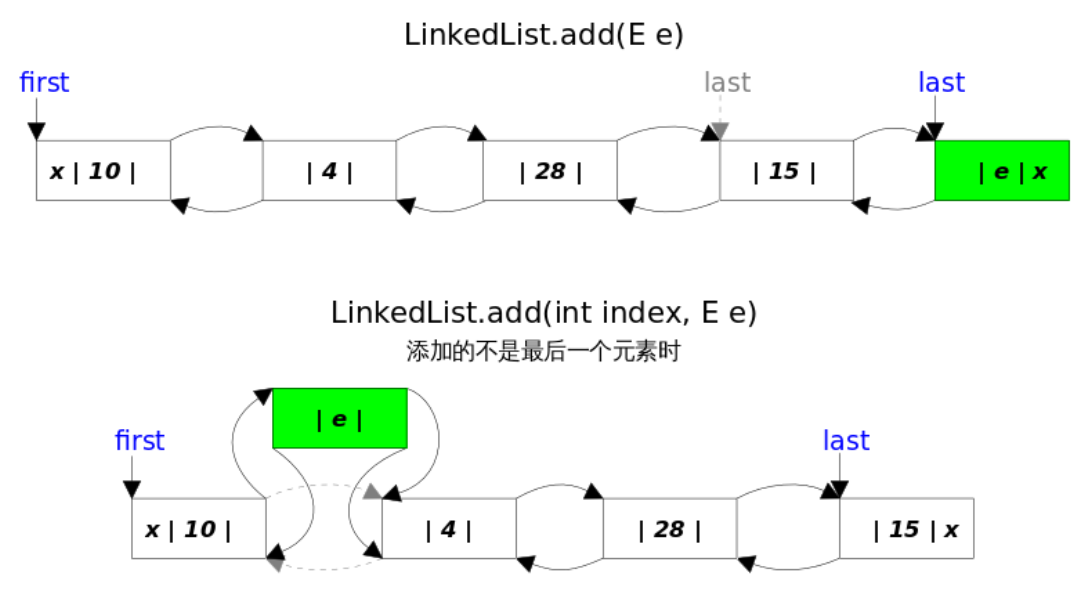 LinkedList.add(E e)
first last last
x | 10 | | 4 | | 28 | | 15 | | e | x
LinkedList.add(int index, E e)
添加的不是最后一个元素时
| e |
first last
x | 10 | | 4 | | 28 | | 15 | x